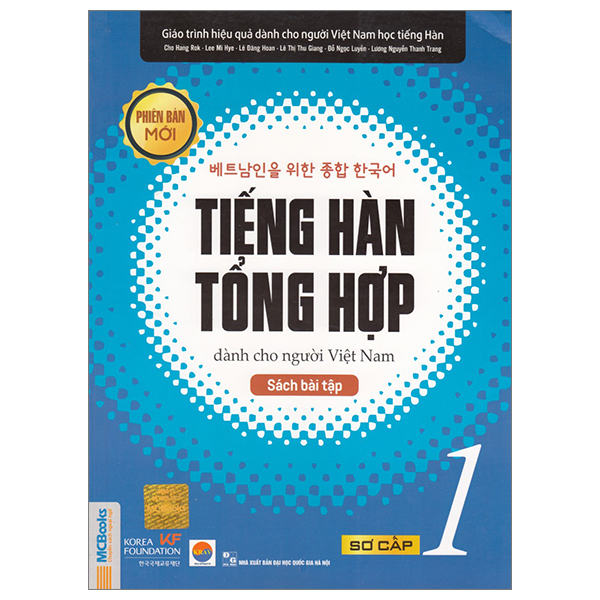 Giáo trình hiệu quả dành cho người Việt Nam học tiếng Hàn
Cho Hang Rok - Lee Mi Hye - Lê Đăng Hoan - Lê Thị Thu Giang - Đỗ Ngọc Luyến - Lương Nguyễn Thanh Trang
PHIÊN BẢN
MỚI
베트남인을 위한 종합 한국어
TIẾNG HÀN
TỔNG HỢP
dành cho người Việt Nam
Sách bài tập
1
SƠ CẤP
MCBooks
KOREA
FOUNDATION
KF
한국국제교류재단
KRAV
NHÀ XUẤT BẢN ĐẠI HỌC QUỐC GIA HÀ NỘI